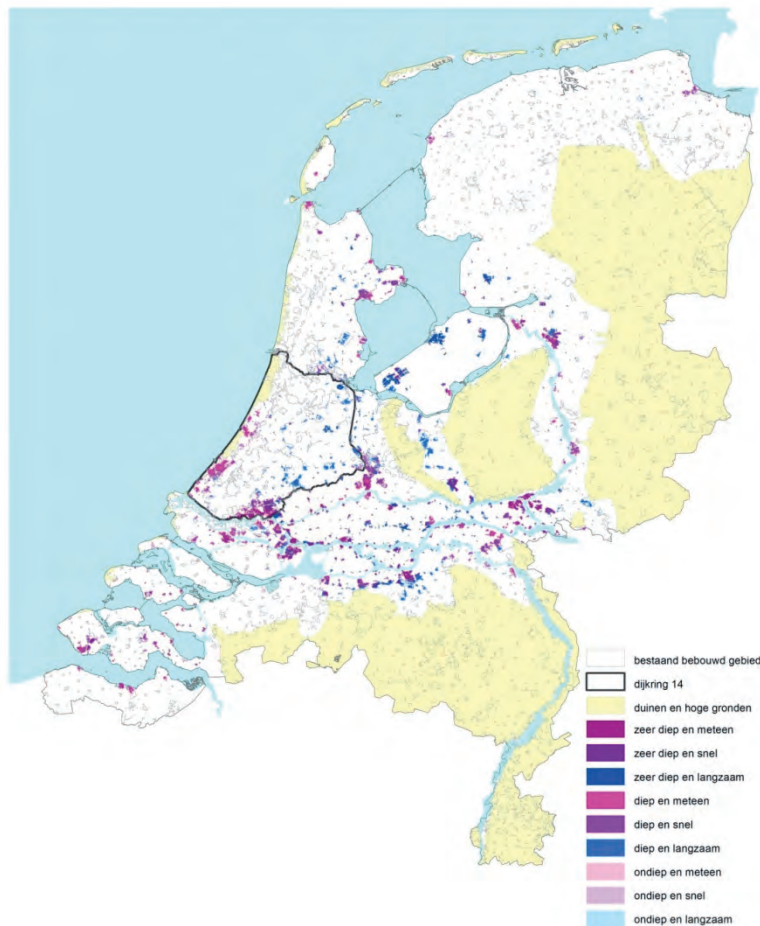 bestaand bebouwd gebied
dijkring 14
duinen en hoge gronden
zeer diep en meteen
zeer diep en snel
zeer diep en langzaam
diep en meteen
diep en snel
diep en langzaam
ondiep en meteen
ondiep en snel
ondiep en langzaam